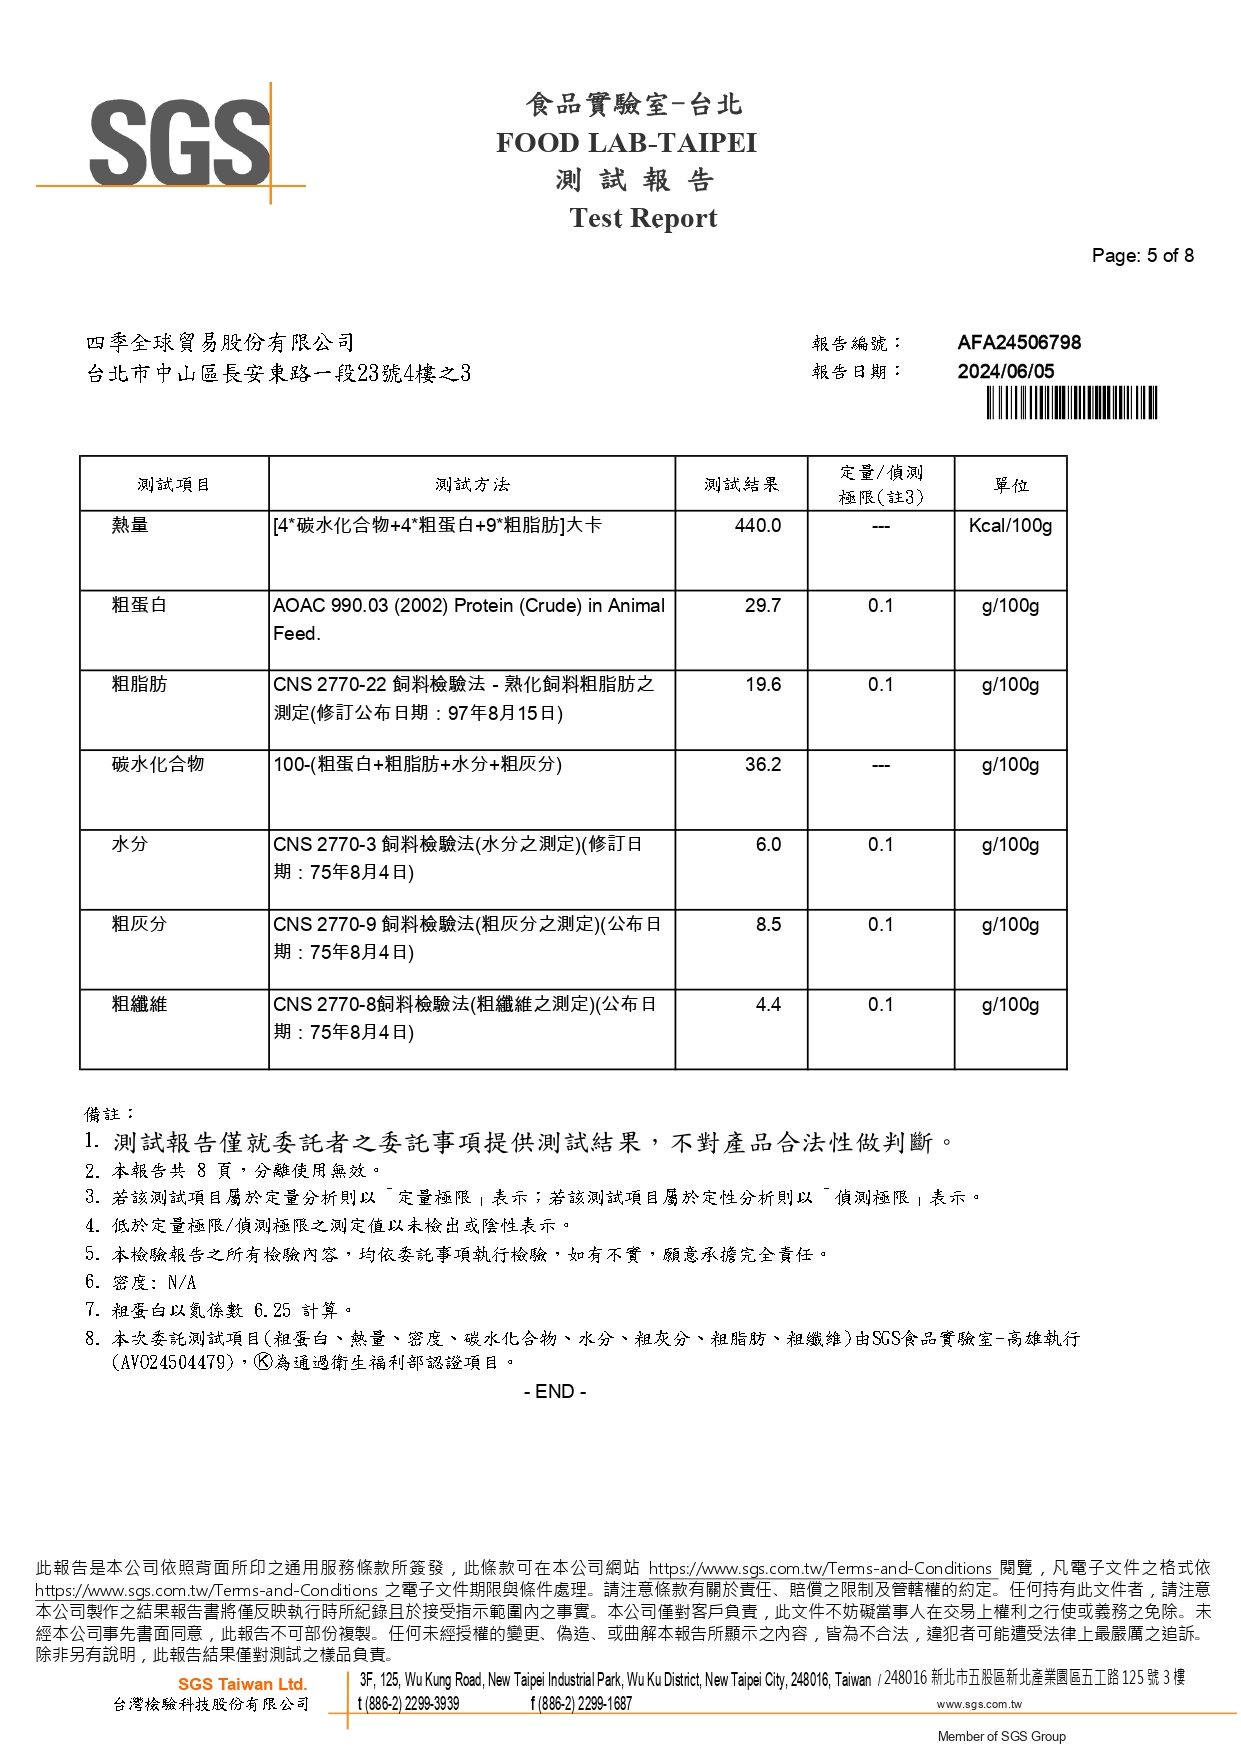 SGS
食品實驗室-台北
FOOD LAB-TAIPEI
測 試 報 告
Test Report
Page: 5 of 8
四季全球貿易股份有限公司
台北市中山區長安東路一段23號4樓之3
報告編號： AFA24506798
報告日期： 2024/06/05
測試項目 測試方法 測試結果 定量/偵測 單位
極限(註3)
熱量 [4*碳水化合物+4*粗蛋白+9*粗脂肪]大卡 440.0 --- Kcal/100g
粗蛋白 AOAC 990.03 (2002) Protein (Crude) in Animal 29.7 0.1 g/100g
Feed.
粗脂肪 CNS 2770-22 飼料檢驗法 - 熟化飼料粗脂肪之 19.6 0.1 g/100g
測定(修訂公布日期：97年8月15日)
碳水化合物 100-(粗蛋白+粗脂肪+水分+粗灰分) 36.2 --- g/100g
水分 CNS 2770-3 飼料檢驗法(水分之測定)(修訂日 6.0 0.1 g/100g
期：75年8月4日)
粗灰分 CNS 2770-9 飼料檢驗法(粗灰分之測定)(公布日 8.5 0.1 g/100g
期：75年8月4日)
粗纖維 CNS 2770-8飼料檢驗法(粗纖維之測定)(公布日 4.4 0.1 g/100g
期：75年8月4日)
備註：
1. 測試報告僅就委託者之委託事項提供測試結果，不對產品合法性做判斷。
2. 本報告共 8 頁，分離使用無效。
3. 若該測試項目屬於定量分析則以「定量極限」表示；若該測試項目屬於定性分析則以「偵測極限」表示。
4. 低於定量極限/偵測極限之測定值以未檢出或陰性表示。
5. 本檢驗報告之所有檢驗內容，均依委託事項執行檢驗，如有不實，願意承擔完全責任。
6. 密度: N/A
7. 粗蛋白以氮係數 6.25 計算。
8. 本次委託測試項目(粗蛋白、熱量、密度、碳水化合物、水分、粗灰分、粗脂肪、粗纖維)由SGS食品實驗室-高雄執行
(AVO24504479)，Ⓚ為通過衛生福利部認證項目。
- END -
此報告是本公司依照背面所印之通用服務條款所簽發，此條款可在本公司網站 https://www.sgs.com.tw/Terms-and-Conditions 閱覽，凡電子文件之格式依
https://www.sgs.com.tw/Terms-and-Conditions 之電子文件期限與條件處理。請注意條款有關於責任、賠償之限制及管轄權的約定。任何持有此文件者，請注意
本公司製作之結果報告書將僅反映執行時所紀錄且於接受指示範圍內之事實。本公司僅對客戶負責，此文件不妨礙當事人在交易上權利之行使或義務之免除。未
經本公司事先書面同意，此報告不可部份複製。任何未經授權的變更、偽造、或曲解本報告所顯示之內容，皆為不合法，違犯者可能遭受法律上最嚴厲之追訴。
除非另有說明，此報告結果僅對測試之樣品負責。
SGS Taiwan Ltd. 3F, 125, Wu Kung Road, New Taipei Industrial Park, Wu Ku District, New Taipei City, 248016, Taiwan / 248016 新北市五股區新北產業園區五工路 125 號 3 樓
台灣檢驗科技股份有限公司 t (886-2) 2299-3939 f (886-2) 2299-1687 www.sgs.com.tw
Member of SGS Group